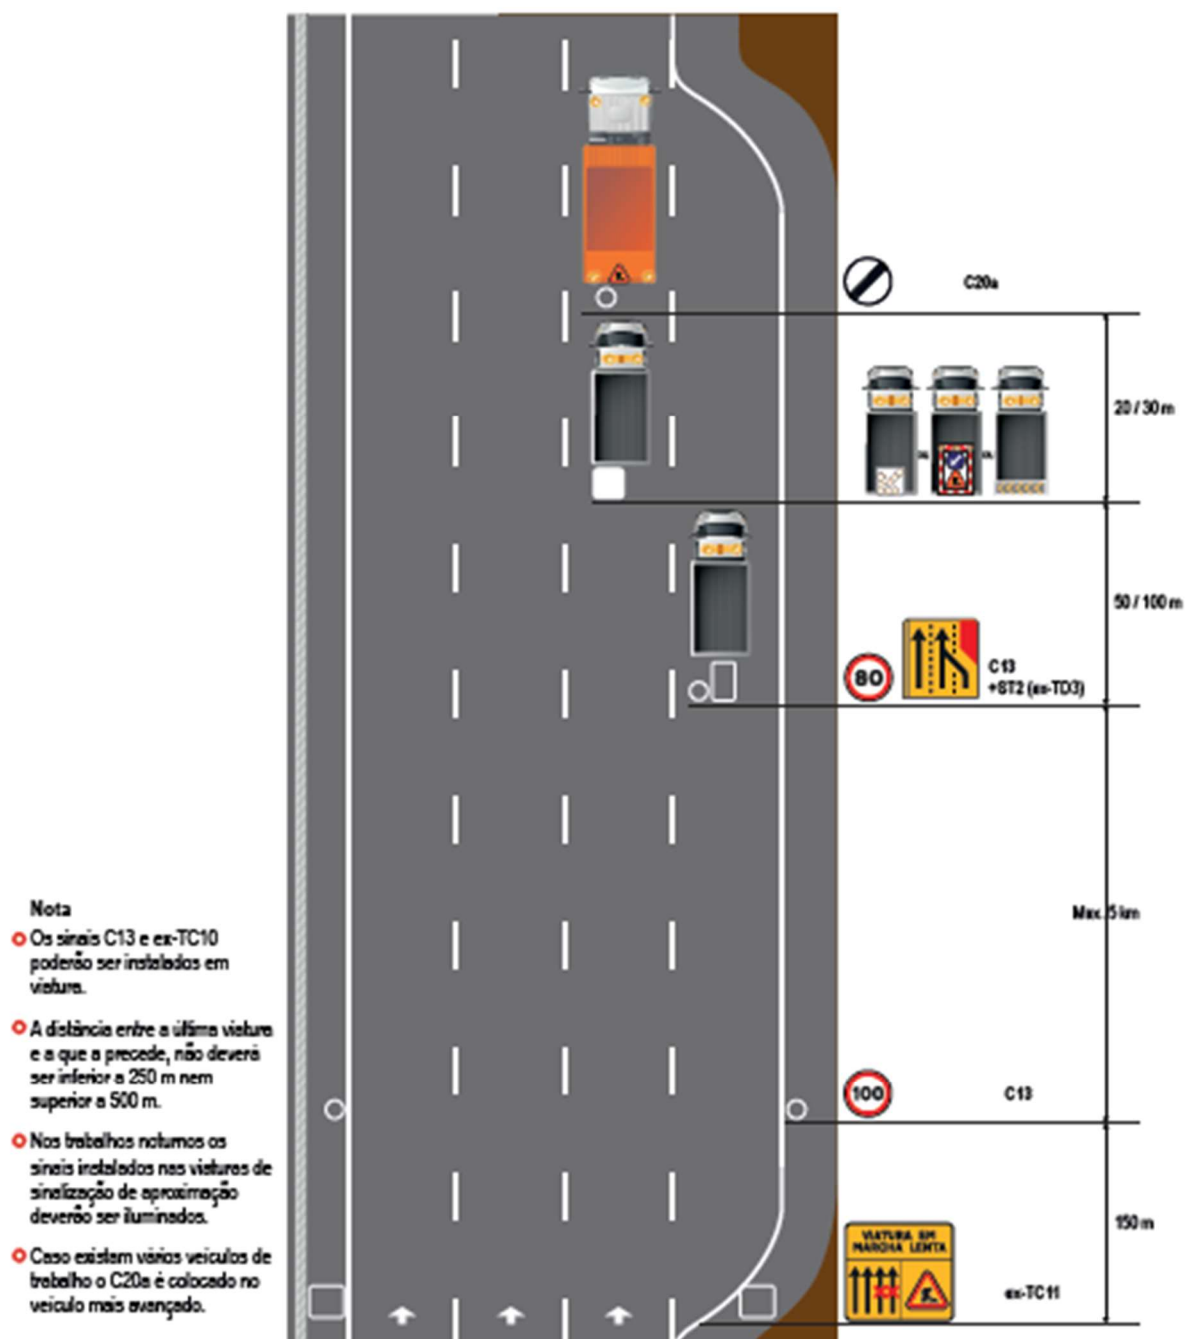 C20a
20 / 30 m
50 / 100 m
80
C13
+ST2 (ex-TD3)
Max. 5 km
Nota
Os sinais C13 e ex-TC10
poderão ser instalados em
viatura.
A distância entre a última viatura
e a que a precede, não deverá
ser inferior a 250 m nem
superior a 500 m.
100
C13
Nos trabalhos noturnos os
sinais instalados nas viaturas de
sinalização de aproximação
deverão ser iluminados.
150 m
VIATURA EM
MARCHA LENTA
Caso existam vários veículos de
trabalho o C20a é colocado no
veículo mais avançado.
ex-TC11